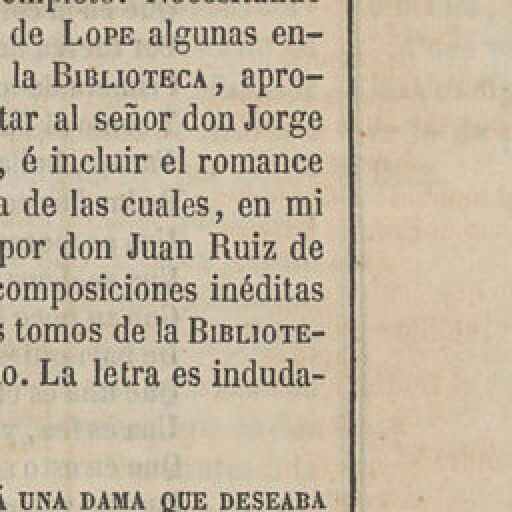 de LOPE algunas en-
la BIBLIOTECA, apro-
tar al señor don Jorge
, é incluir el romance
a de las cuales, en mi
por don Juan Ruiz de
composiciones inéditas
s tomos de la BIBLIOTE-
o. La letra es induda-
Á UNA DAMA QUE DESEABA